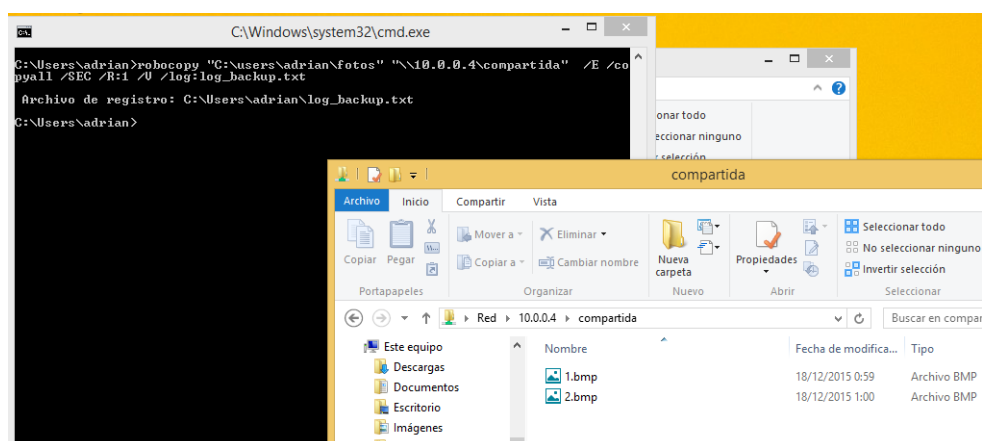 C:\Windows\system32\cmd.exe
C:\Users\adrian>robocopy "C:\users\adrian\fotos" "\\10.0.0.4\compartida" /E /co
pyall /SEC /R:1 /V /log:log_backup.txt
Archivo de registro: C:\Users\adrian\log_backup.txt
C:\Users\adrian>
onar todo
eccionar ninguno
r selección
compartida
Archivo Inicio Compartir Vista
Copiar Pegar
Mover a
Copiar a
Eliminar
Cambiar nombre
Nueva carpeta
Propiedades
Seleccionar todo
No seleccionar ninguno
Invertir selección
Portapapeles Organizar Nuevo Abrir Seleccionar
Red 10.0.0.4 compartida
Buscar en compar
Este equipo
Descargas
Documentos
Escritorio
Imágenes
Nombre Fecha de modifica... Tipo
1.bmp 18/12/2015 0:59 Archivo BMP
2.bmp 18/12/2015 1:00 Archivo BMP